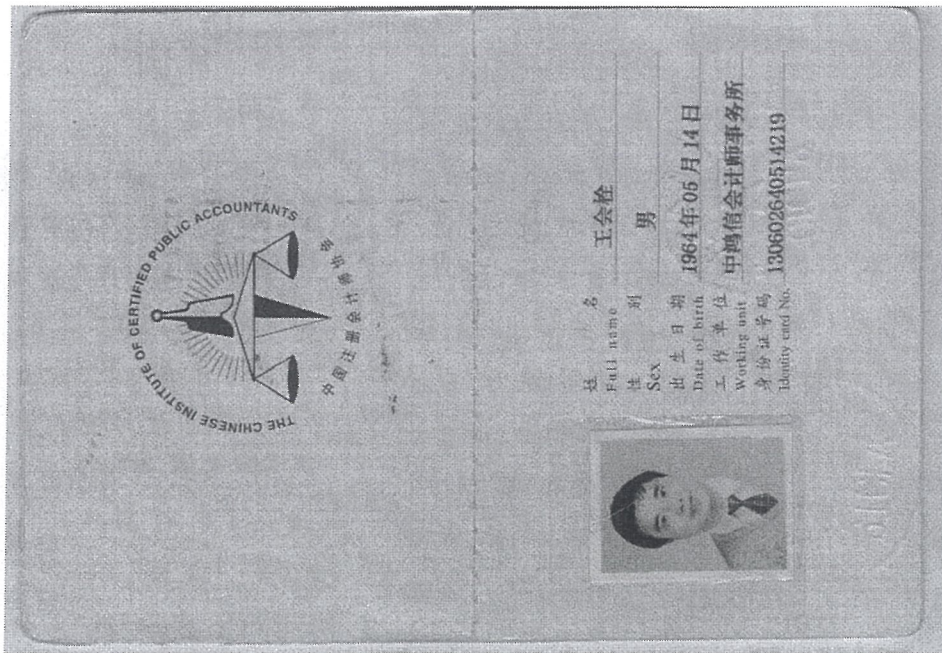 THE CHINESE INSTITUTE OF CERTIFIED PUBLIC ACCOUNTANTS
中国注册会计师协会
姓 名 王会栓
Full name
性 别 男
Sex
出 生 日 期 1964年05月14日
Date of birth
工 作 单 位 中鸿信会计师事务所
Working unit
身 份 证 号 码 130602640514219
Identity card No.